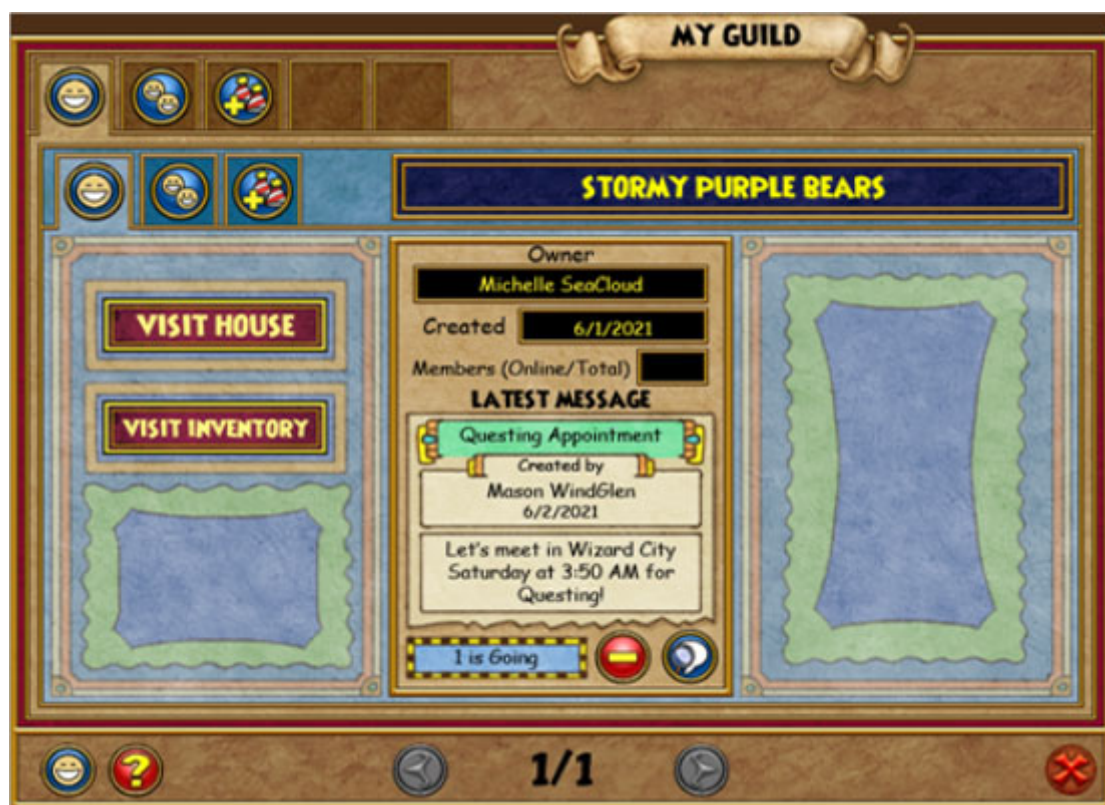 MY GUILD
STORMY PURPLE BEARS
VISIT HOUSE
VISIT INVENTORY
Owner
Michelle SeaCloud
Created 6/1/2021
Members (Online/Total)
LATEST MESSAGE
Questing Appointment
Created by
Mason WindGlen
6/2/2021
Let's meet in Wizard City
Saturday at 3:50 AM for
Questing!
1 is Going
?
1/1